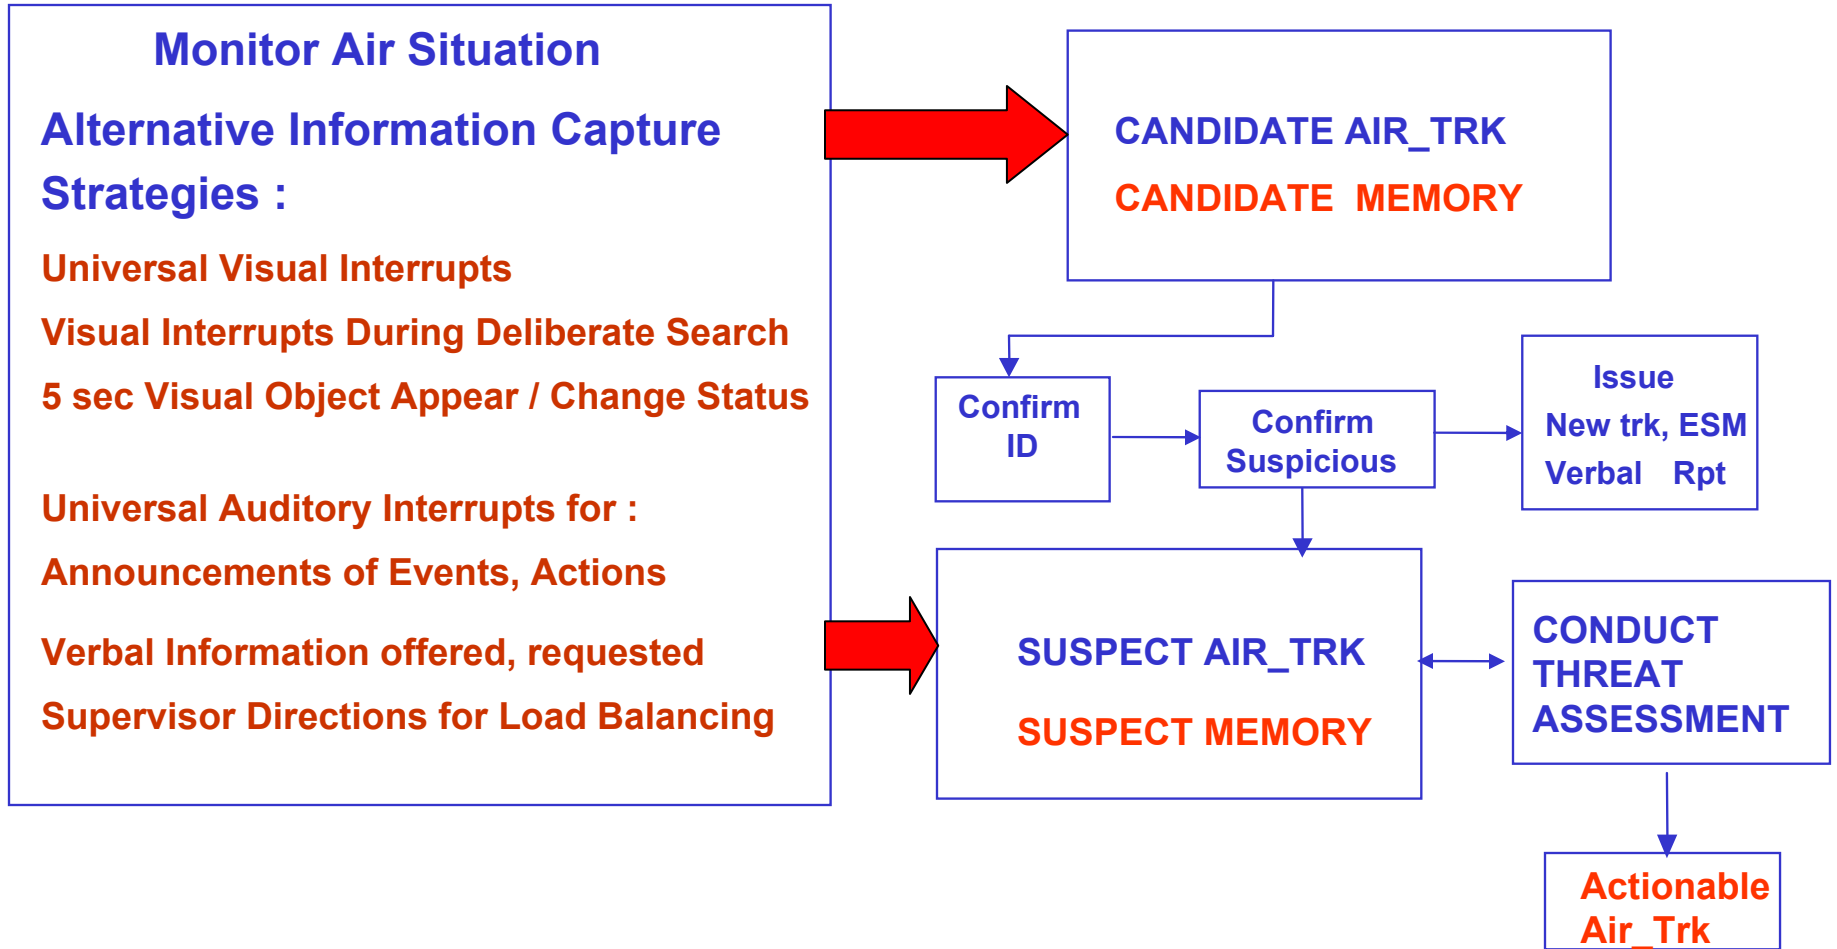 Monitor Air Situation
Alternative Information Capture
Strategies :
Universal Visual Interrupts
Visual Interrupts During Deliberate Search
5 sec Visual Object Appear / Change Status
Universal Auditory Interrupts for :
Announcements of Events, Actions
Verbal Information offered, requested
Supervisor Directions for Load Balancing
CANDIDATE AIR_TRK
CANDIDATE MEMORY
Confirm
ID
Confirm
Suspicious
Issue
New trk, ESM
Verbal Rpt
SUSPECT AIR_TRK
SUSPECT MEMORY
CONDUCT
THREAT
ASSESSMENT
Actionable
Air_Trk